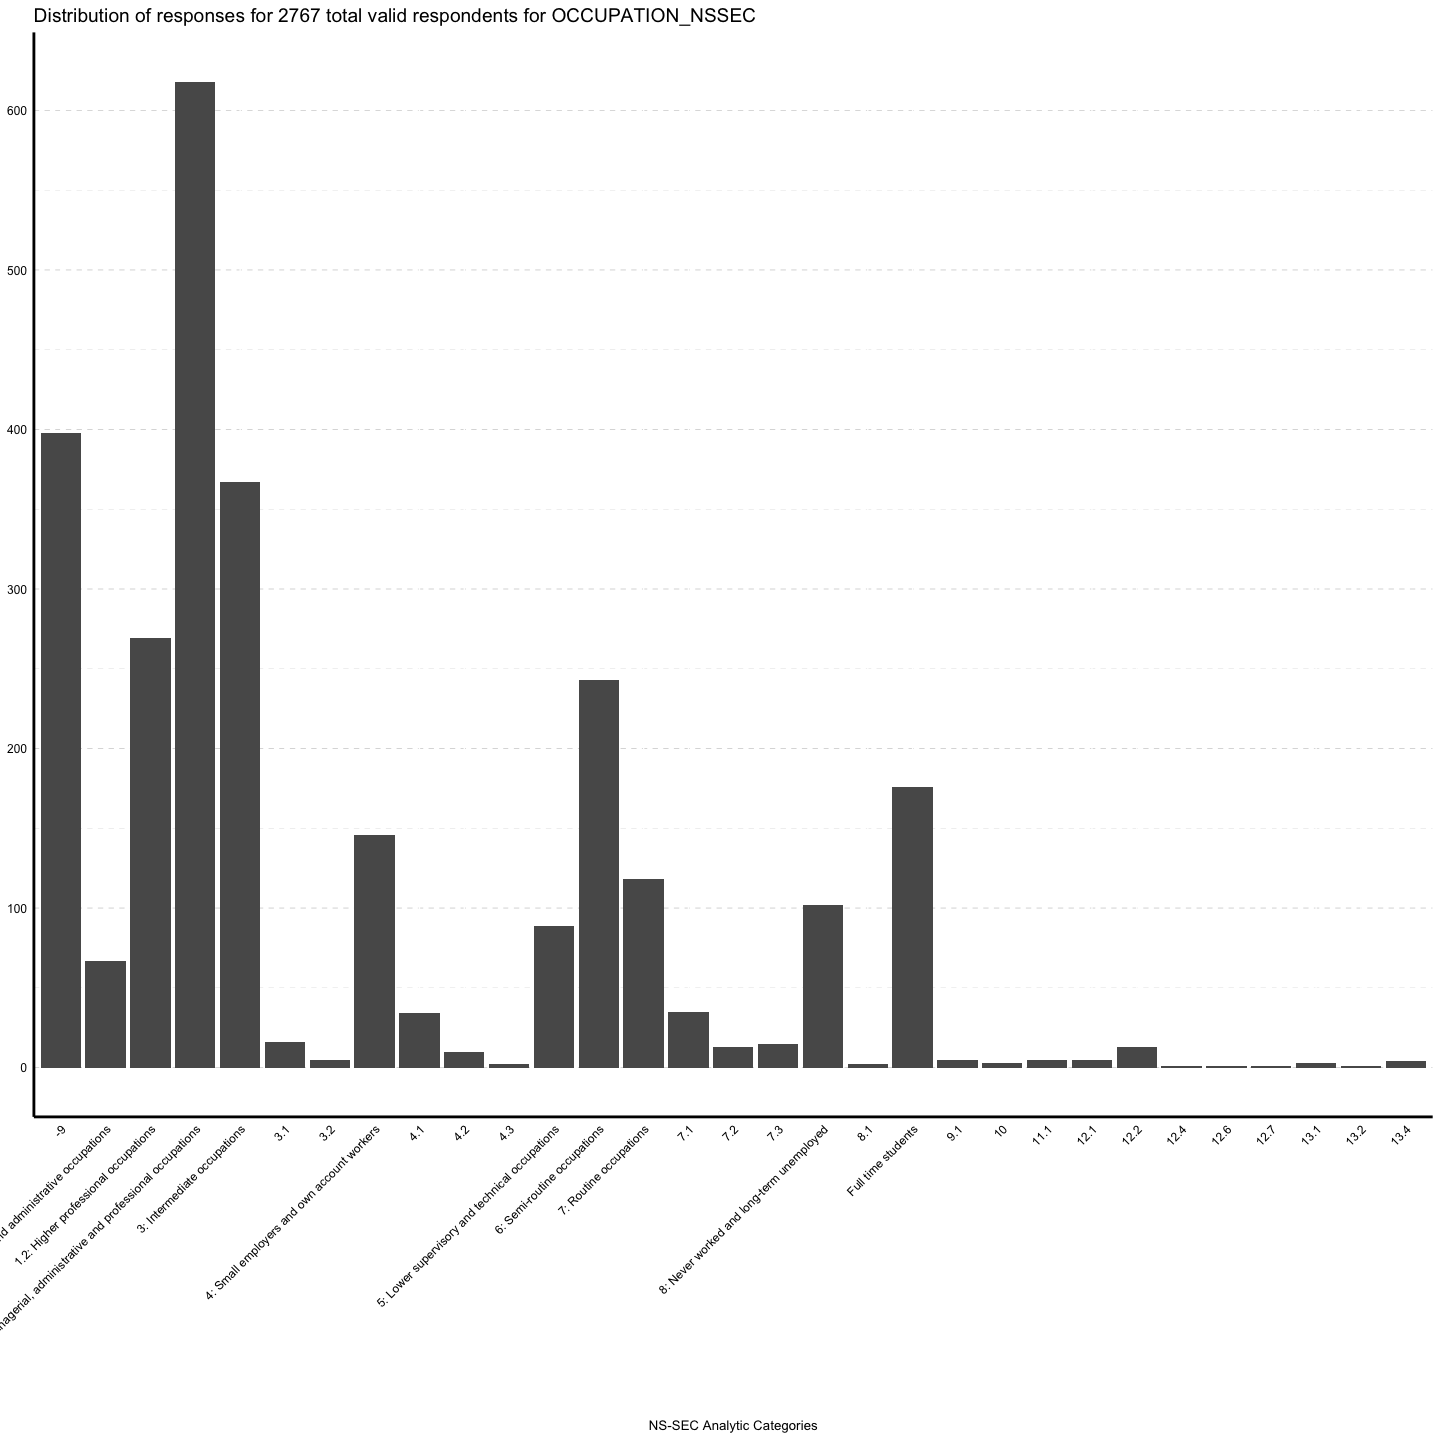 Distribution of responses for 2767 total valid respondents for OCCUPATION_NSSEC
600
500
400
300
200
100
0
-9
administrative occupations
1.2: Higher professional occupations
administrative and professional occupations
3: Intermediate occupations
3.1
3.2
4: Small employers and own account workers
4.1
4.2
4.3
5: Lower supervisory and technical occupations
6: Semi-routine occupations
7: Routine occupations
7.1
7.2
7.3
8: Never worked and long-term unemployed
8.1
Full time students
9.1
10
11.1
12.1
12.2
12.4
12.6
12.7
13.1
13.2
13.4
NS-SEC Analytic Categories